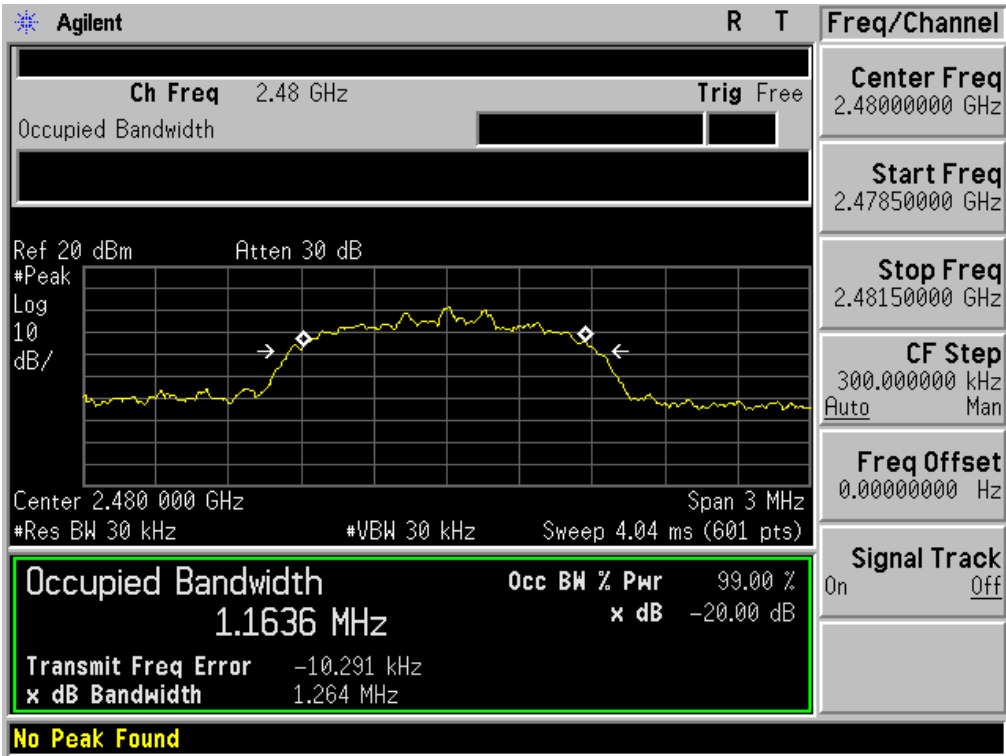 Agilent R T
Ch Freq 2.48 GHz Trig Free
Occupied Bandwidth
Ref 20 dBm Atten 30 dB
#Peak
Log
10
dB/
Center 2.480 000 GHz Span 3 MHz
#Res BW 30 kHz #VBW 30 kHz Sweep 4.04 ms (601 pts)
Occupied Bandwidth
1.1636 MHz
Occ BW % Pwr 99.00 %
x dB -20.00 dB
Transmit Freq Error -10.291 kHz
x dB Bandwidth 1.264 MHz
No Peak Found
Freq/Channel
Center Freq
2.48000000 GHz
Start Freq
2.47850000 GHz
Stop Freq
2.48150000 GHz
CF Step
300.000000 kHz
Auto Man
Freq Offset
0.00000000 Hz
Signal Track
On Off